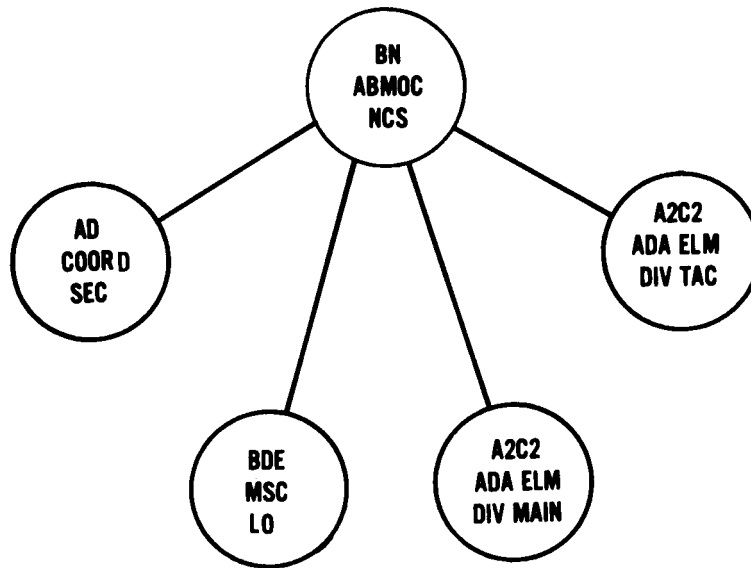 BN
ABMOC
NCS
AD
COORD
SEC
A2C2
ADA ELM
DIV TAC
BDE
MSC
LO
A2C2
ADA ELM
DIV MAIN